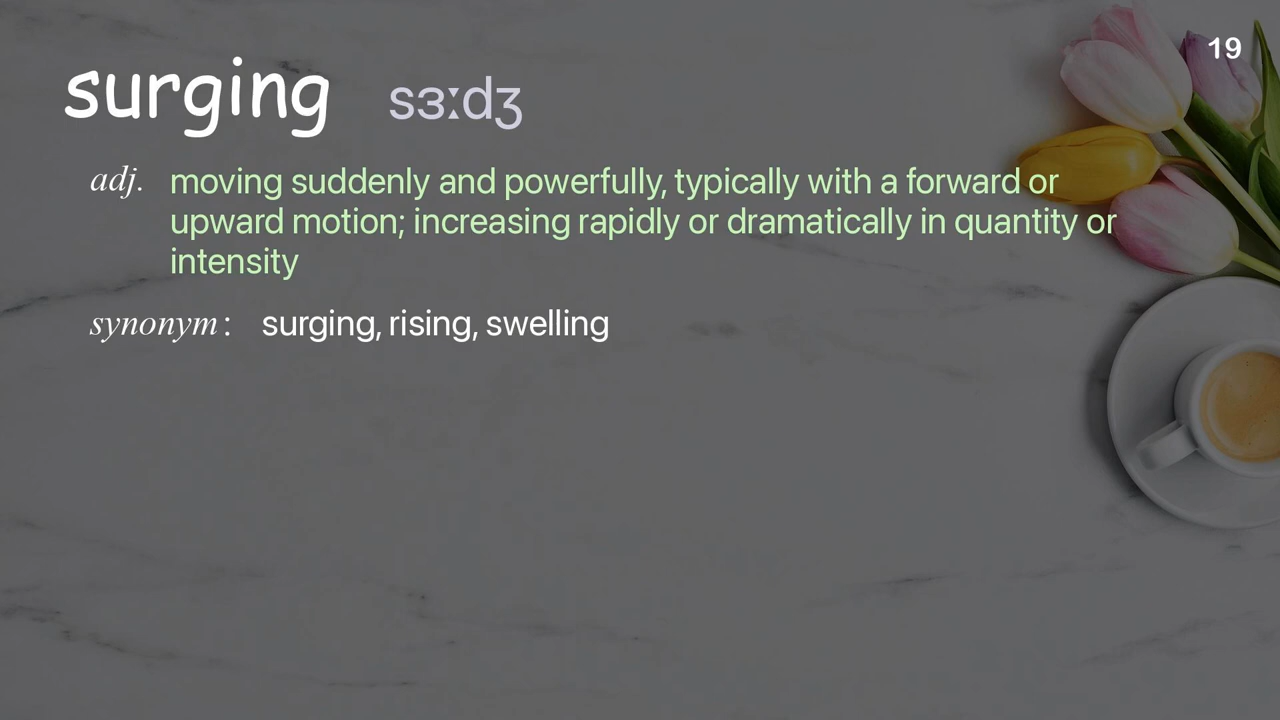 19
surging sɜːdʒ
adj. moving suddenly and powerfully, typically with a forward or
upward motion; increasing rapidly or dramatically in quantity or
intensity
synonym : surging, rising, swelling